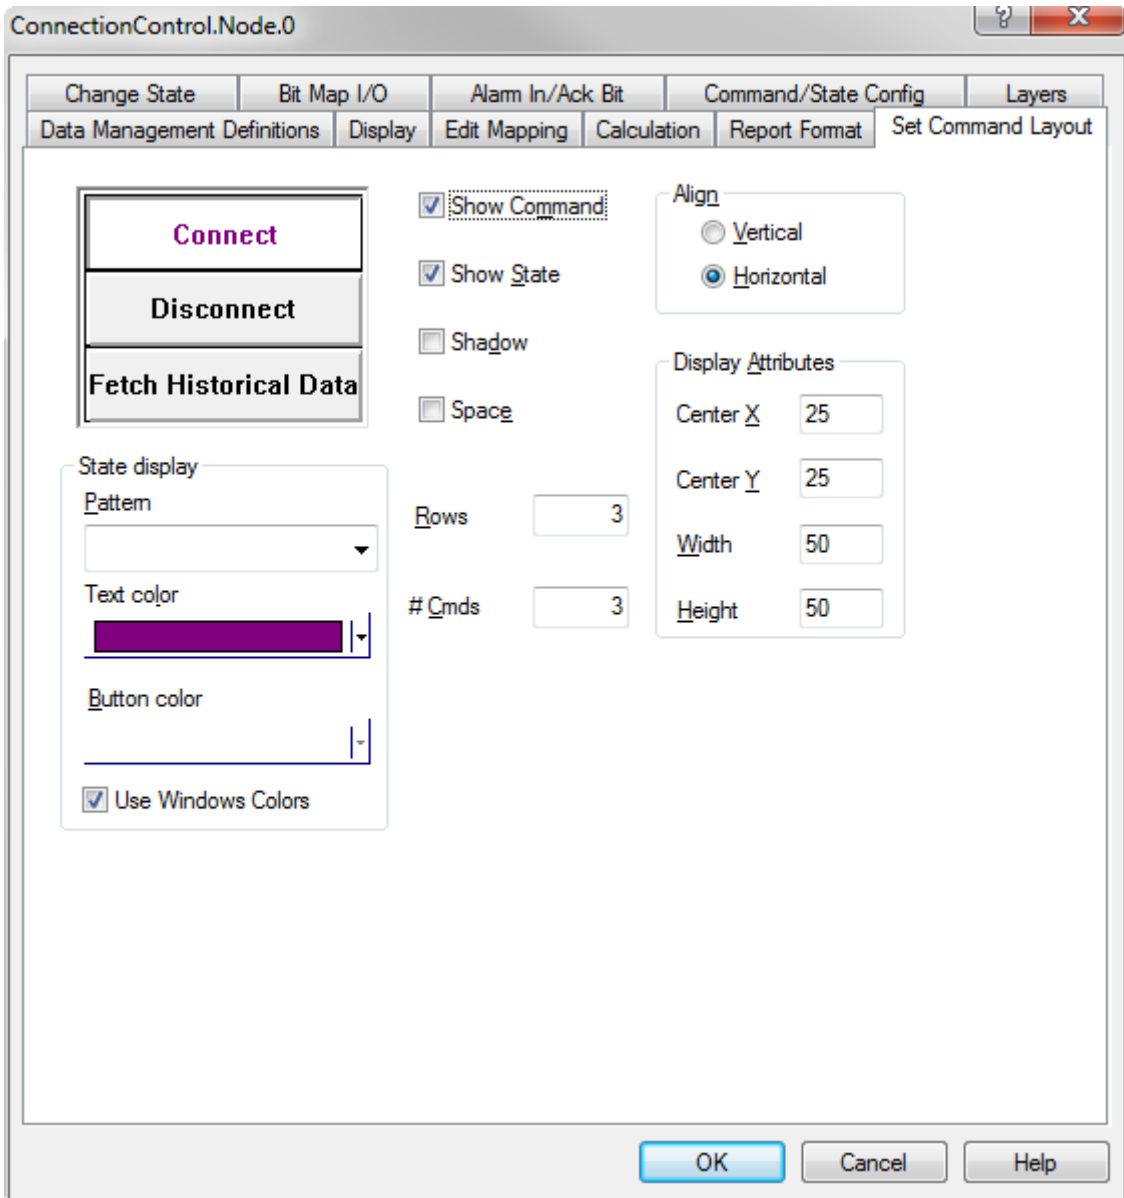 ConnectionControl.Node.0
?
X
Change State
Bit Map I/O
Alarm In/Ack Bit
Command/State Config
Layers
Data Management Definitions
Display
Edit Mapping
Calculation
Report Format
Set Command Layout
Connect
Disconnect
Fetch Historical Data
Show Command
Show State
Shadow
Space
Align
Vertical
Horizontal
Display Attributes
Center X
25
Center Y
25
Width
50
Height
50
State display
Pattern
Text color
Button color
Use Windows Colors
Rows
3
# Cmds
3
OK
Cancel
Help